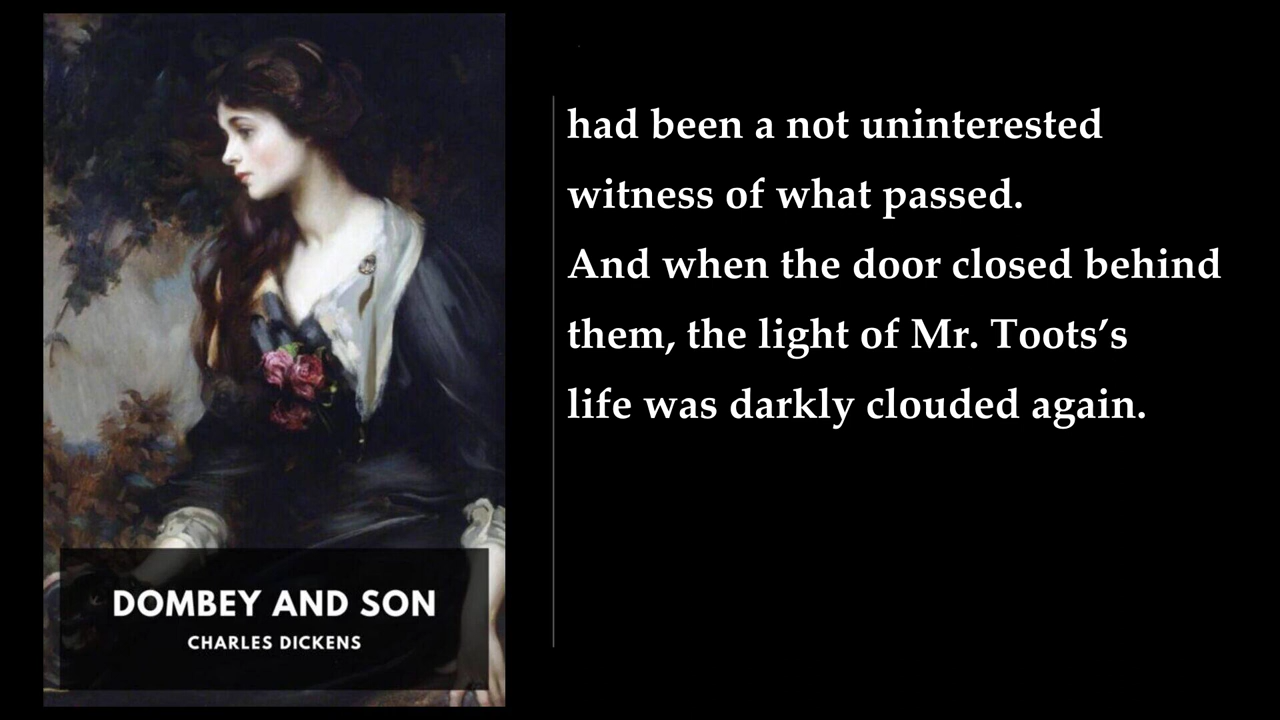 had been a not uninterested
witness of what passed.
And when the door closed behind
them, the light of Mr. Toots’s
life was darkly clouded again.
DOMBEY AND SON
CHARLES DICKENS